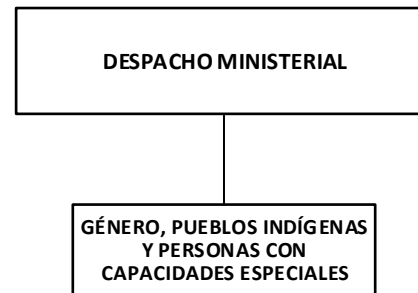 DESPACHO MINISTERIAL
GÉNERO, PUEBLOS INDÍGENAS
Y PERSONAS CON
CAPACIDADES ESPECIALES